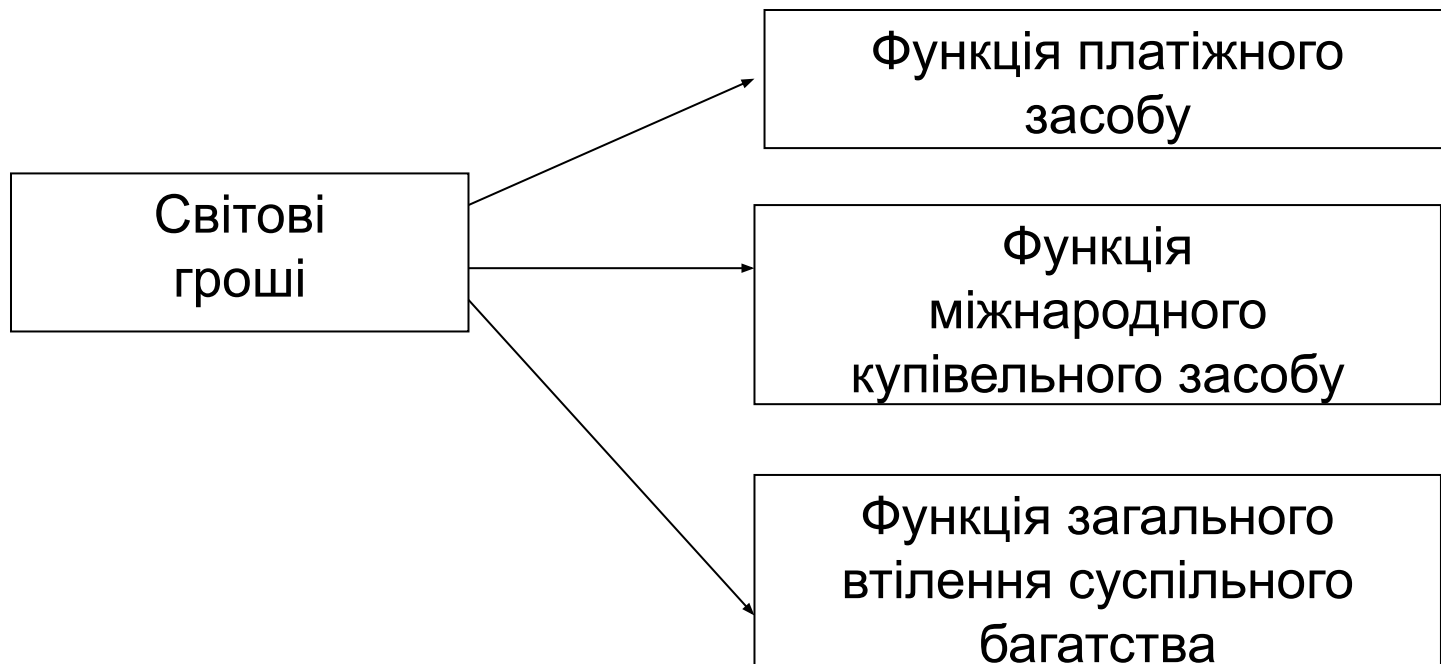 Функція платіжного
засобу
Світові
гроші
Функція
міжнародного
купівельного засобу
Функція загального
втілення суспільного
багатства